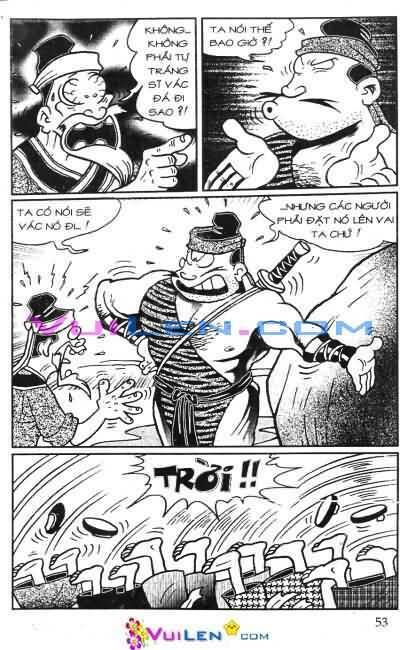 KHÔNG...
KHÔNG
PHẢI TỰ
TRÁNG
SĨ VÁC
ĐÁ ĐI
SAO?!
TA NÓI THẾ
BAO GIỜ?!
TA CÓ NÓI SẼ
VÁC NÓ ĐI...
...NHƯNG CÁC NGƯỜI
PHẢI ĐẶT NÓ LÊN VAI
TA CHỨ!
VUILEN.COM
TRỜI!!
53
VUILEN.COM